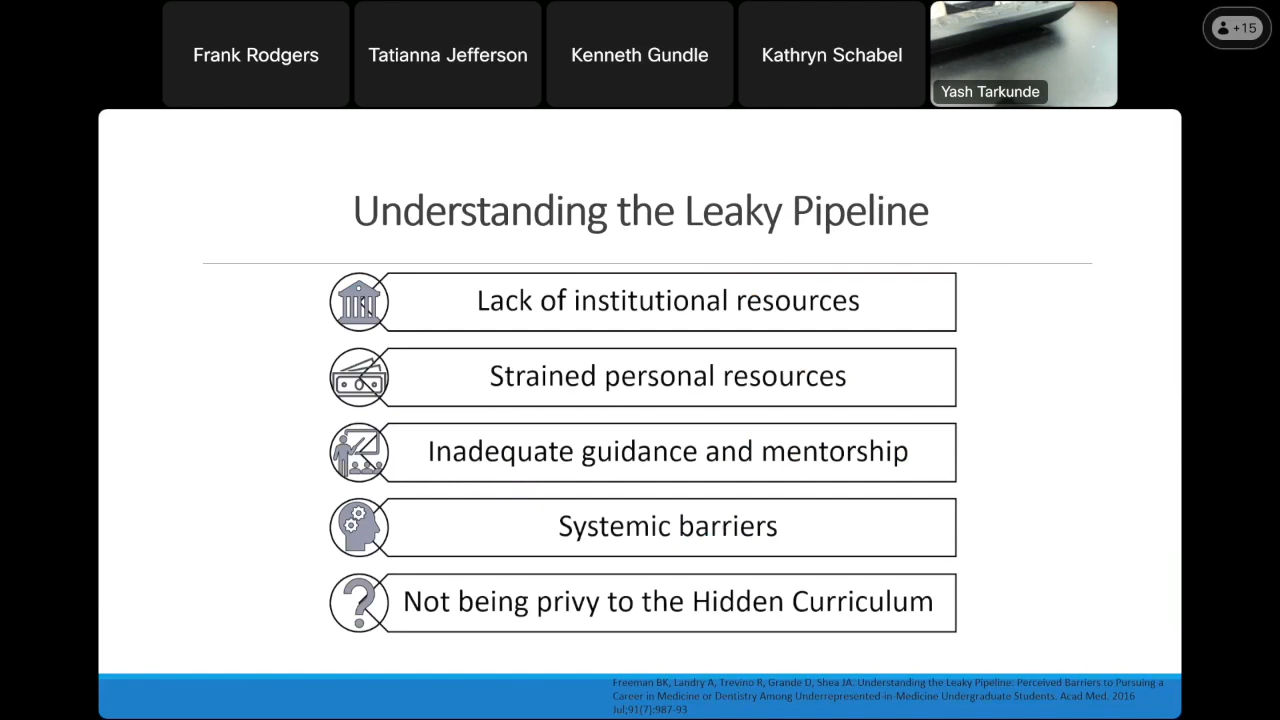 Frank Rodgers
Tatianna Jefferson
Kenneth Gundle
Kathryn Schabel
Yash Tarkunde
+15
Understanding the Leaky Pipeline
Lack of institutional resources
Strained personal resources
Inadequate guidance and mentorship
Systemic barriers
Not being privy to the Hidden Curriculum
Freeman BK, Landry A, Trevino R, Grande D, Shea JA. Understanding the Leaky Pipeline: Perceived Barriers to Pursuing a
Career in Medicine or Dentistry Among Underrepresented-in-Medicine Undergraduate Students. Acad Med. 2016
Jul;91(7):987-93